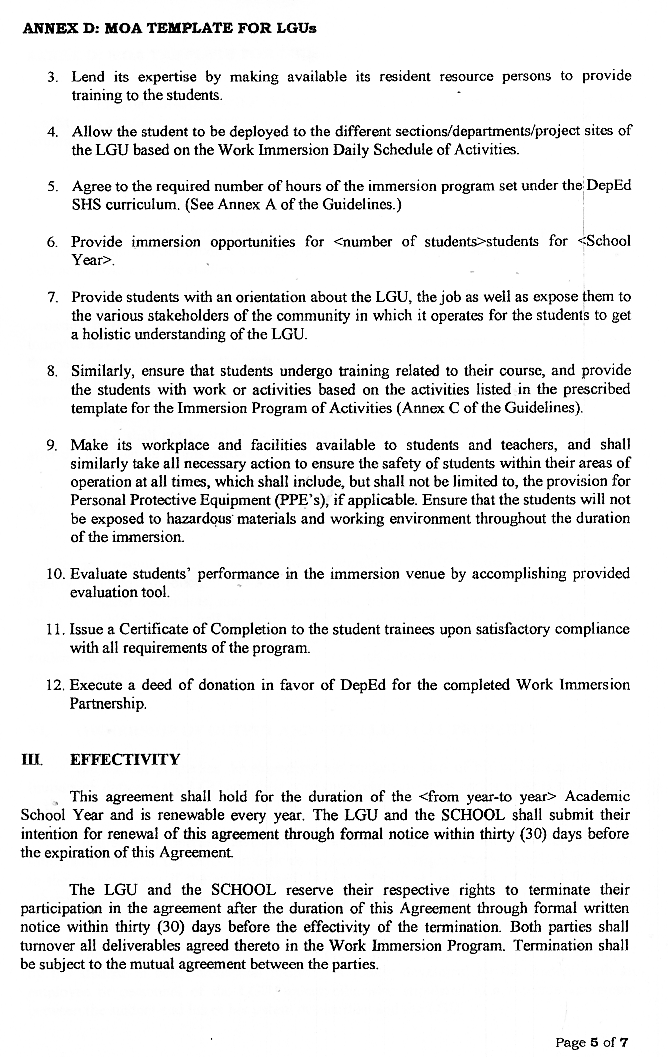 ANNEX D: MOA TEMPLATE FOR LGUs
3. Lend its expertise by making available its resident resource persons to provide
training to the students.
4. Allow the student to be deployed to the different sections/departments/project sites of
the LGU based on the Work Immersion Daily Schedule of Activities.
5. Agree to the required number of hours of the immersion program set under the DepEd
SHS curriculum. (See Annex A of the Guidelines.)
6. Provide immersion opportunities for <number of students>students for <School
Year>.
7. Provide students with an orientation about the LGU, the job as well as expose them to
the various stakeholders of the community in which it operates for the students to get
a holistic understanding of the LGU.
8. Similarly, ensure that students undergo training related to their course, and provide
the students with work or activities based on the activities listed in the prescribed
template for the Immersion Program of Activities (Annex C of the Guidelines).
9. Make its workplace and facilities available to students and teachers, and shall
similarly take all necessary action to ensure the safety of students within their areas of
operation at all times, which shall include, but shall not be limited to, the provision for
Personal Protective Equipment (PPE's), if applicable. Ensure that the students will not
be exposed to hazardous materials and working environment throughout the duration
of the immersion.
10. Evaluate students' performance in the immersion venue by accomplishing provided
evaluation tool.
11. Issue a Certificate of Completion to the student trainees upon satisfactory compliance
with all requirements of the program.
12. Execute a deed of donation in favor of DepEd for the completed Work Immersion
Partnership.
III. EFFECTIVITY
This agreement shall hold for the duration of the <from year-to year> Academic
School Year and is renewable every year. The LGU and the SCHOOL shall submit their
intention for renewal of this agreement through formal notice within thirty (30) days before
the expiration of this Agreement.
The LGU and the SCHOOL reserve their respective rights to terminate their
participation in the agreement after the duration of this Agreement through formal written
notice within thirty (30) days before the effectivity of the termination. Both parties shall
turnover all deliverables agreed thereto in the Work Immersion Program. Termination shall
be subject to the mutual agreement between the parties.
Page 5 of 7